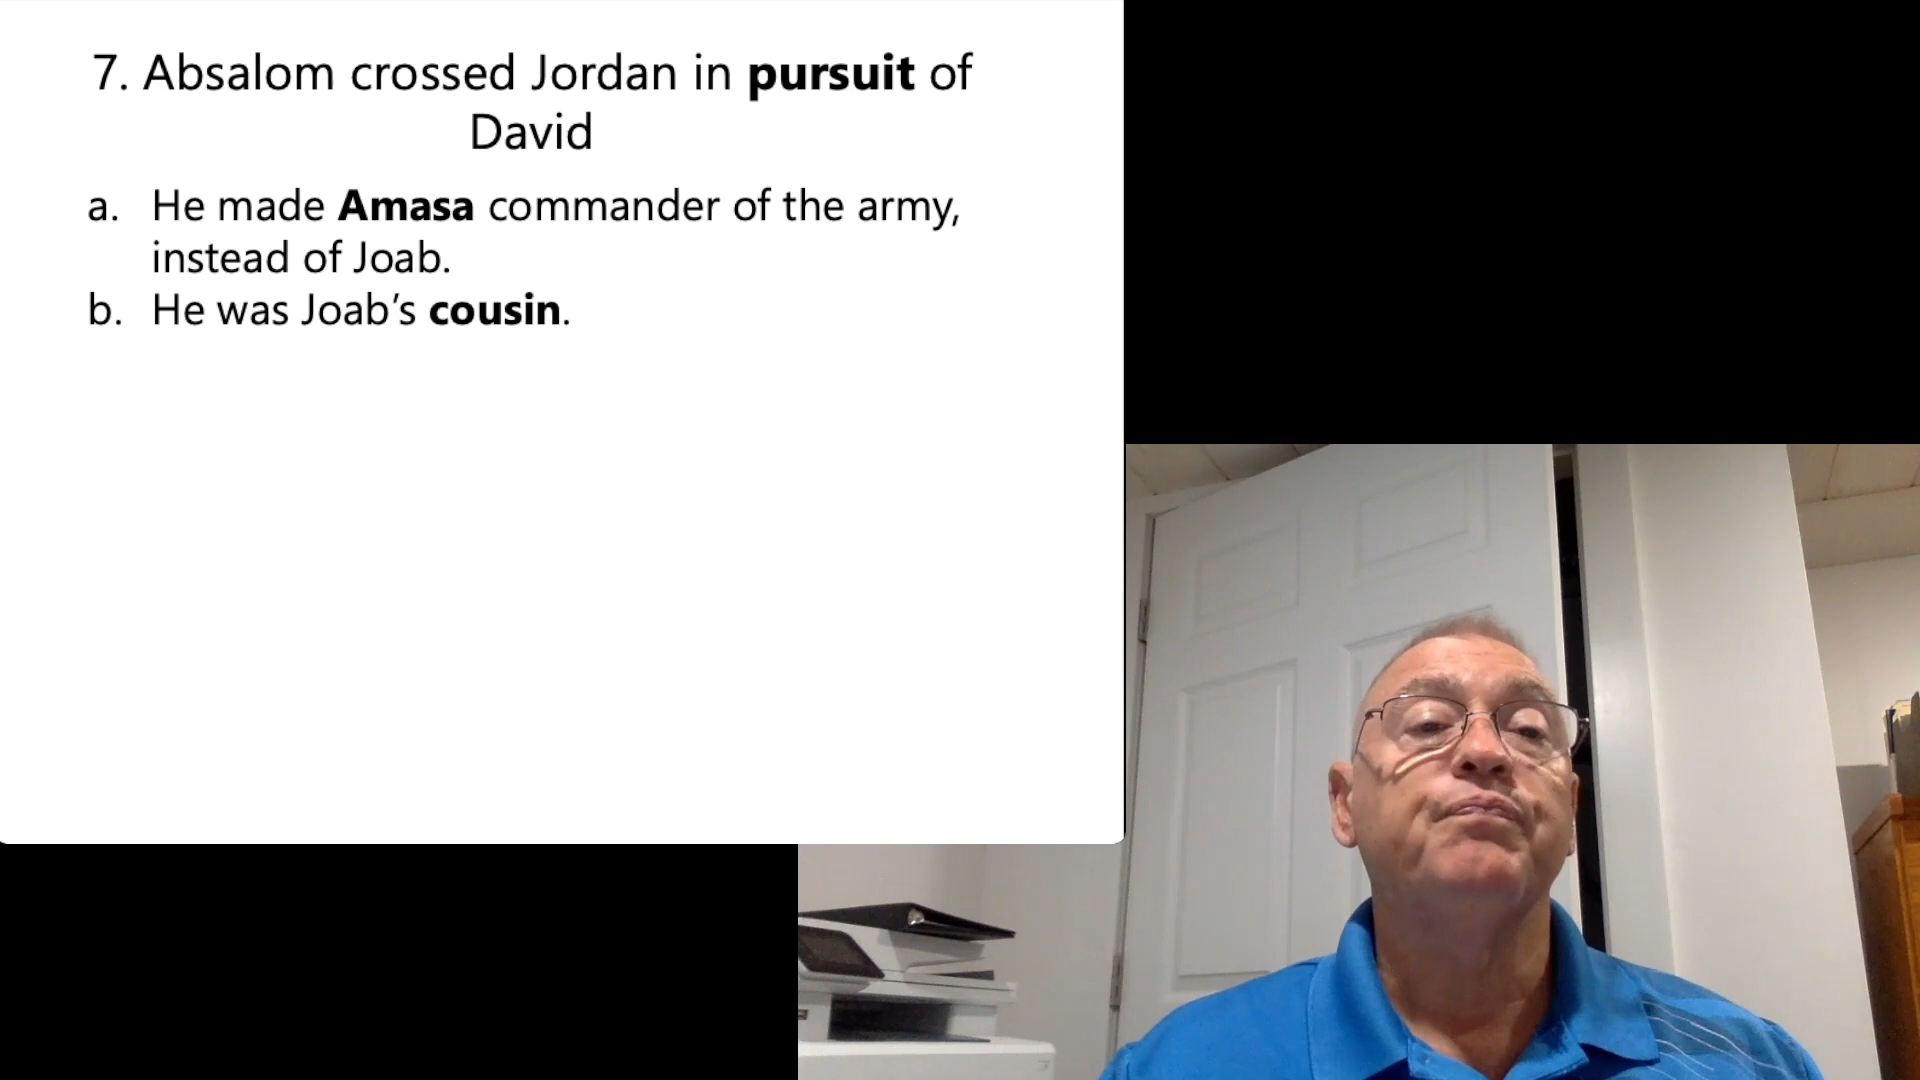 7. Absalom crossed Jordan in pursuit of
David
a. He made Amasa commander of the army,
instead of Joab.
b. He was Joab’s cousin.